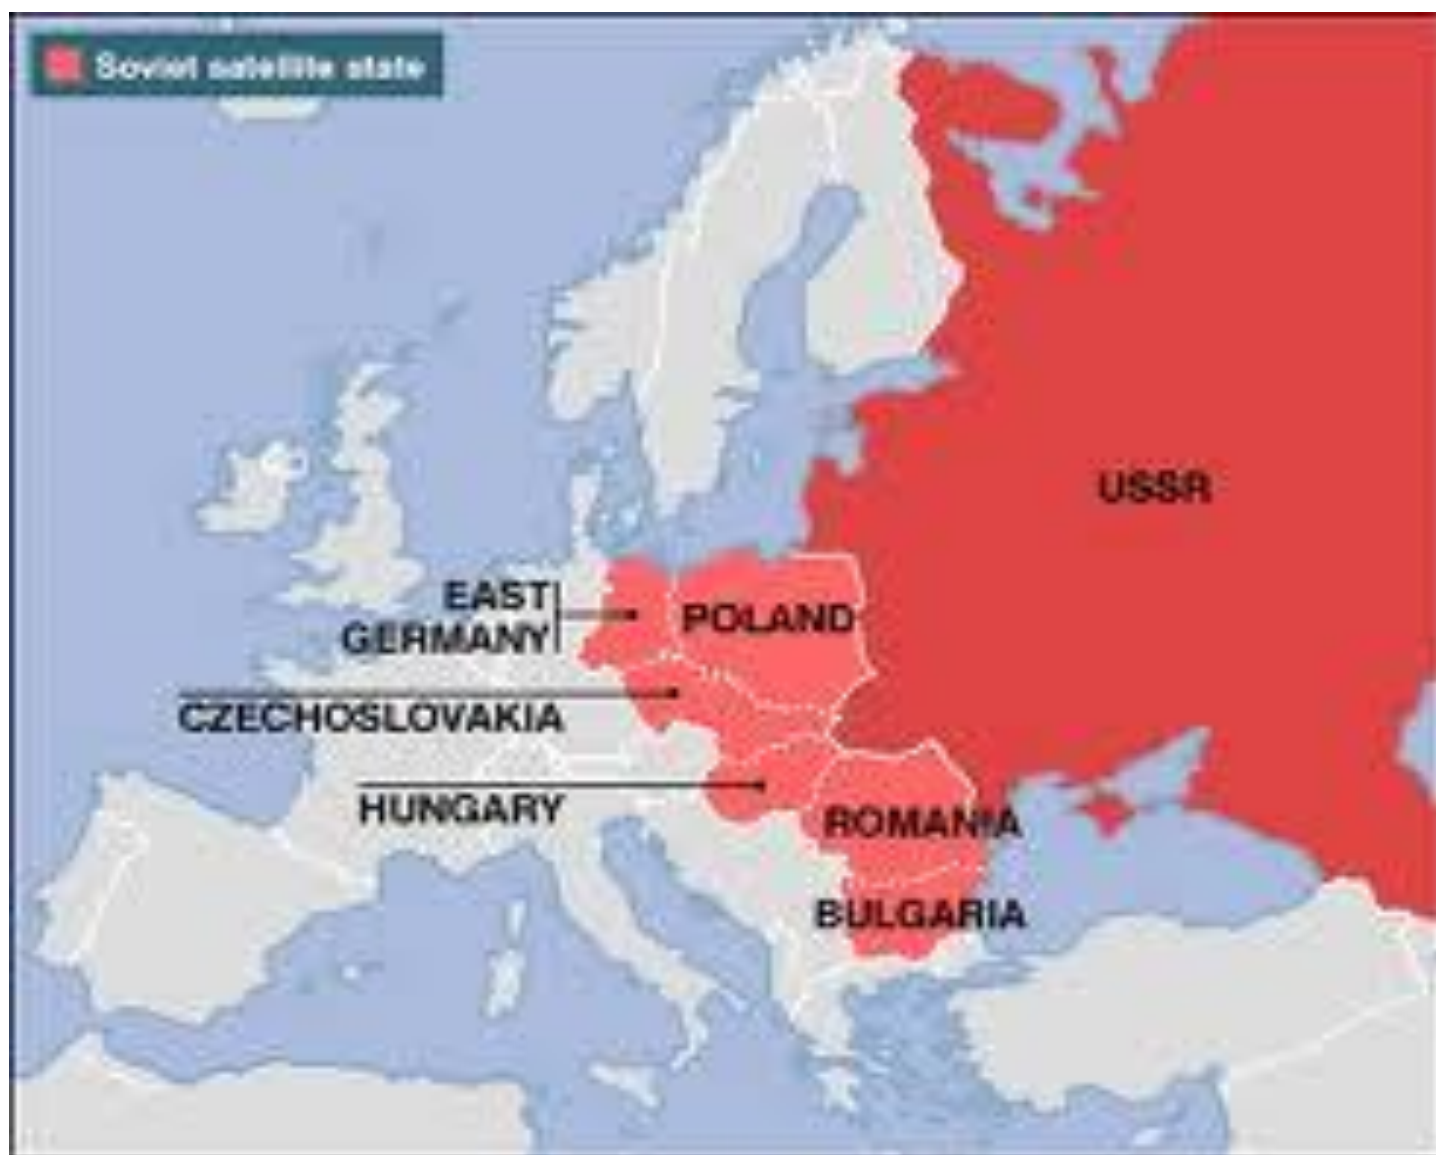 Soviet satellite state
USSR
EAST
GERMANY
POLAND
CZECHOSLOVAKIA
HUNGARY
ROMANIA
BULGARIA